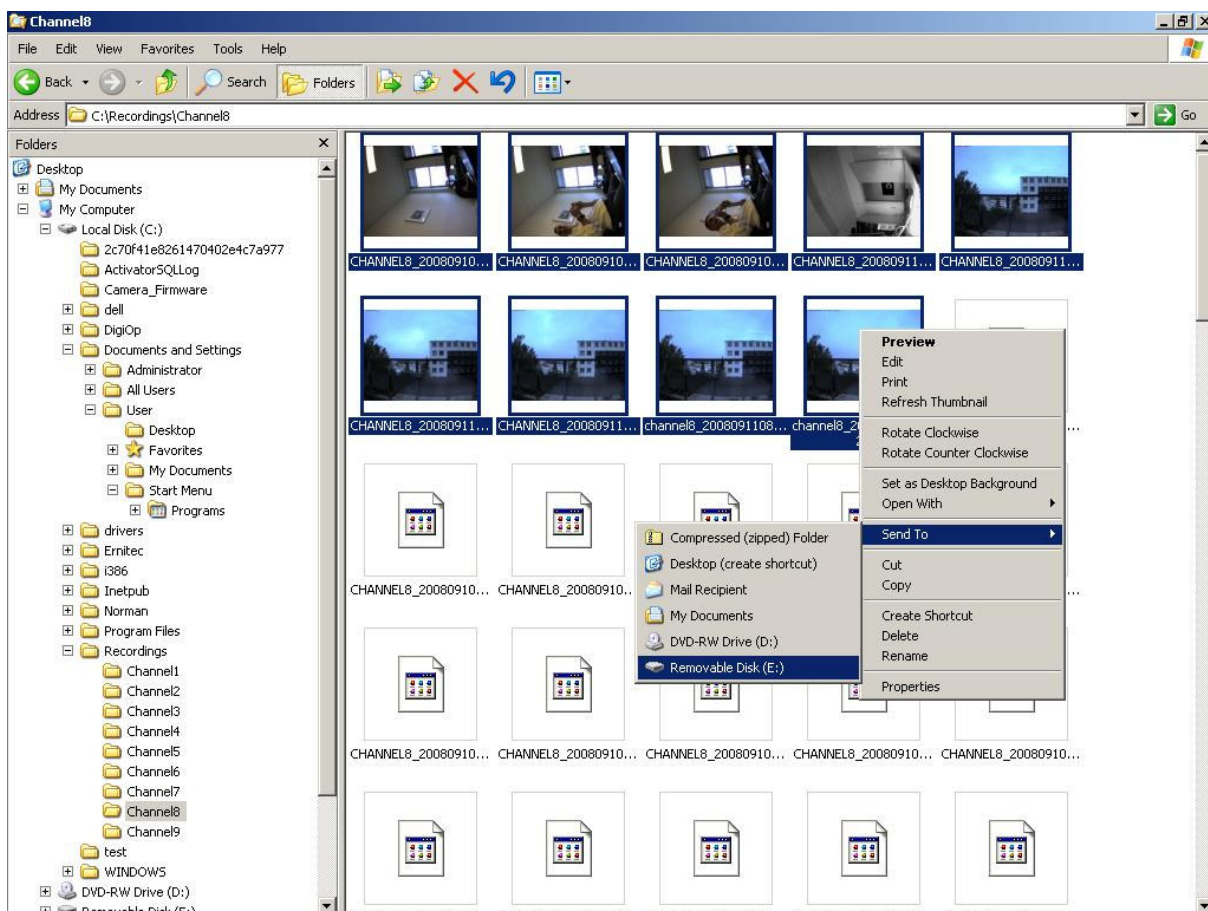 Channel8
File Edit View Favorites Tools Help
Back Search Folders
Address C:\Recordings\Channel8 Go
Folders
Desktop
My Documents
My Computer
Local Disk (C:)
2c70f41e8261470402e4c7a977
ActivatorSQLLog
Camera_Firmware
dell
DigiOp
Documents and Settings
Administrator
All Users
User
Desktop
Favorites
My Documents
Start Menu
Programs
drivers
Ernitec
i386
Inetpub
Norman
Program Files
Recordings
Channel1
Channel2
Channel3
Channel4
Channel5
Channel6
Channel7
Channel8
Channel9
test
WINDOWS
DVD-RW Drive (D:)
Removable Disk (E:)
CHANNEL8_20080910... CHANNEL8_20080910... CHANNEL8_20080910... CHANNEL8_20080911... CHANNEL8_20080911...
CHANNEL8_20080911... CHANNEL8_20080911... channel8_2008091108...
CHANNEL8_20080910... CHANNEL8_20080910...
CHANNEL8_20080910... CHANNEL8_20080910... CHANNEL8_20080910... CHANNEL8_20080910... CHANNEL8_20080910...
Preview
Edit
Print
Refresh Thumbnail
Rotate Clockwise
Rotate Counter Clockwise
Set as Desktop Background
Open With
Send To
Cut
Copy
Create Shortcut
Delete
Rename
Properties
Compressed (zipped) Folder
Desktop (create shortcut)
Mail Recipient
My Documents
DVD-RW Drive (D:)
Removable Disk (E:)